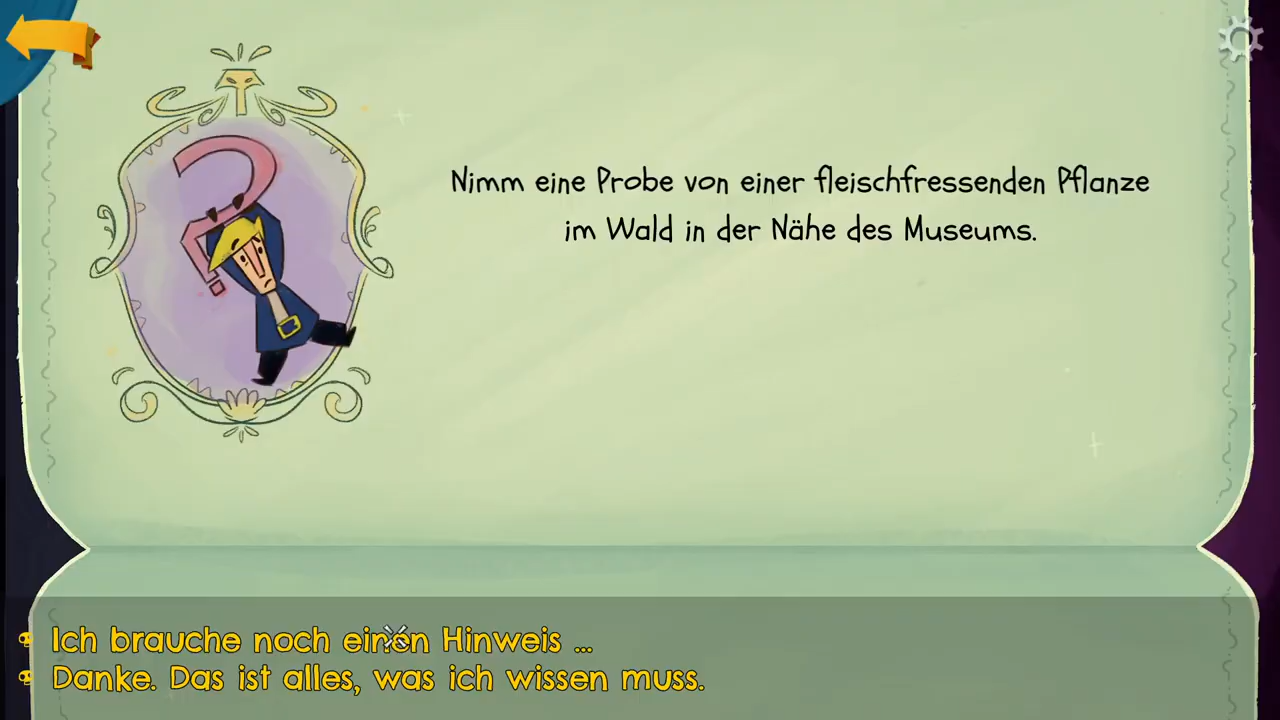 Nimm eine Probe von einer fleischfressenden Pflanze
im Wald in der Nähe des Museums.
Ich brauche noch einen Hinweis ...
Danke. Das ist alles, was ich wissen muss.